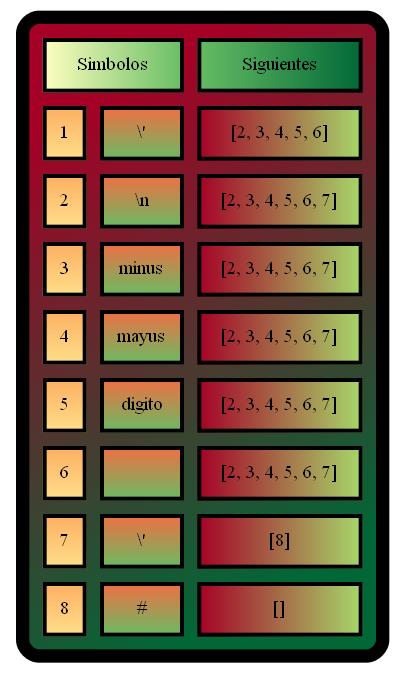 Simbolos Siguientes
1 \' [2, 3, 4, 5, 6]
2 \n [2, 3, 4, 5, 6, 7]
3 minus [2, 3, 4, 5, 6, 7]
4 mayus [2, 3, 4, 5, 6, 7]
5 digito [2, 3, 4, 5, 6, 7]
6 [2, 3, 4, 5, 6, 7]
7 \' [8]
8 # []